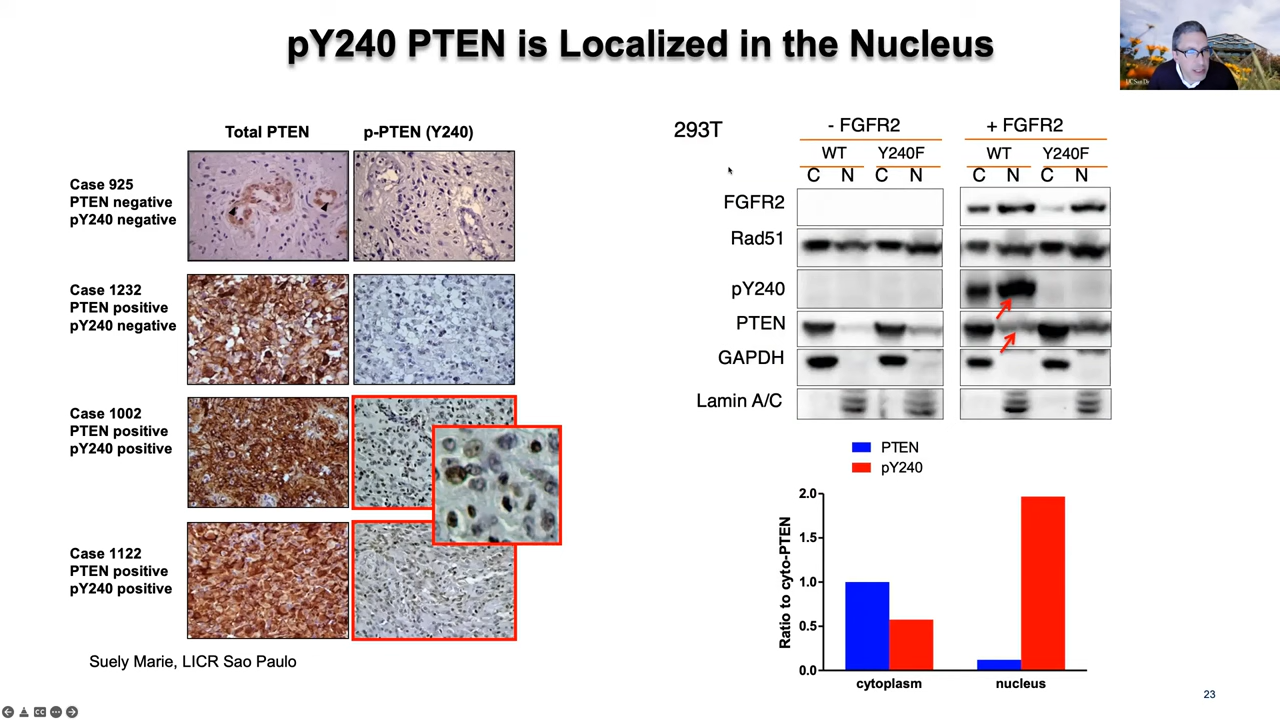 pY240 PTEN is Localized in the Nucleus
Total PTEN
p-PTEN (Y240)
Case 925
PTEN negative
pY240 negative
Case 1232
PTEN positive
pY240 negative
Case 1002
PTEN positive
pY240 positive
Case 1122
PTEN positive
pY240 positive
Suely Marie, LICR Sao Paulo
293T
- FGFR2
+ FGFR2
WT Y240F
WT Y240F
C N C N
C N C N
FGFR2
Rad51
pY240
PTEN
GAPDH
Lamin A/C
PTEN
pY240
Ratio to cyto-PTEN
2.0
1.5
1.0
0.5
0.0
cytoplasm
nucleus
23
CC